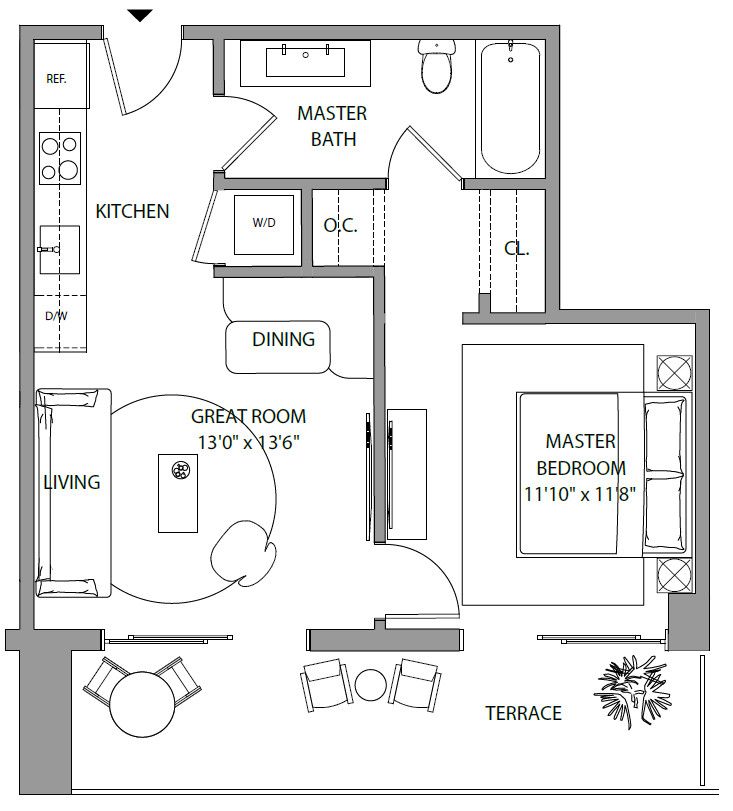 REF.
MASTER
BATH
KITCHEN
W/D
O.C.
CL.
D/W
DINING
GREAT ROOM
13'0" x 13'6"
LIVING
MASTER
BEDROOM
11'10" x 11'8"
TERRACE